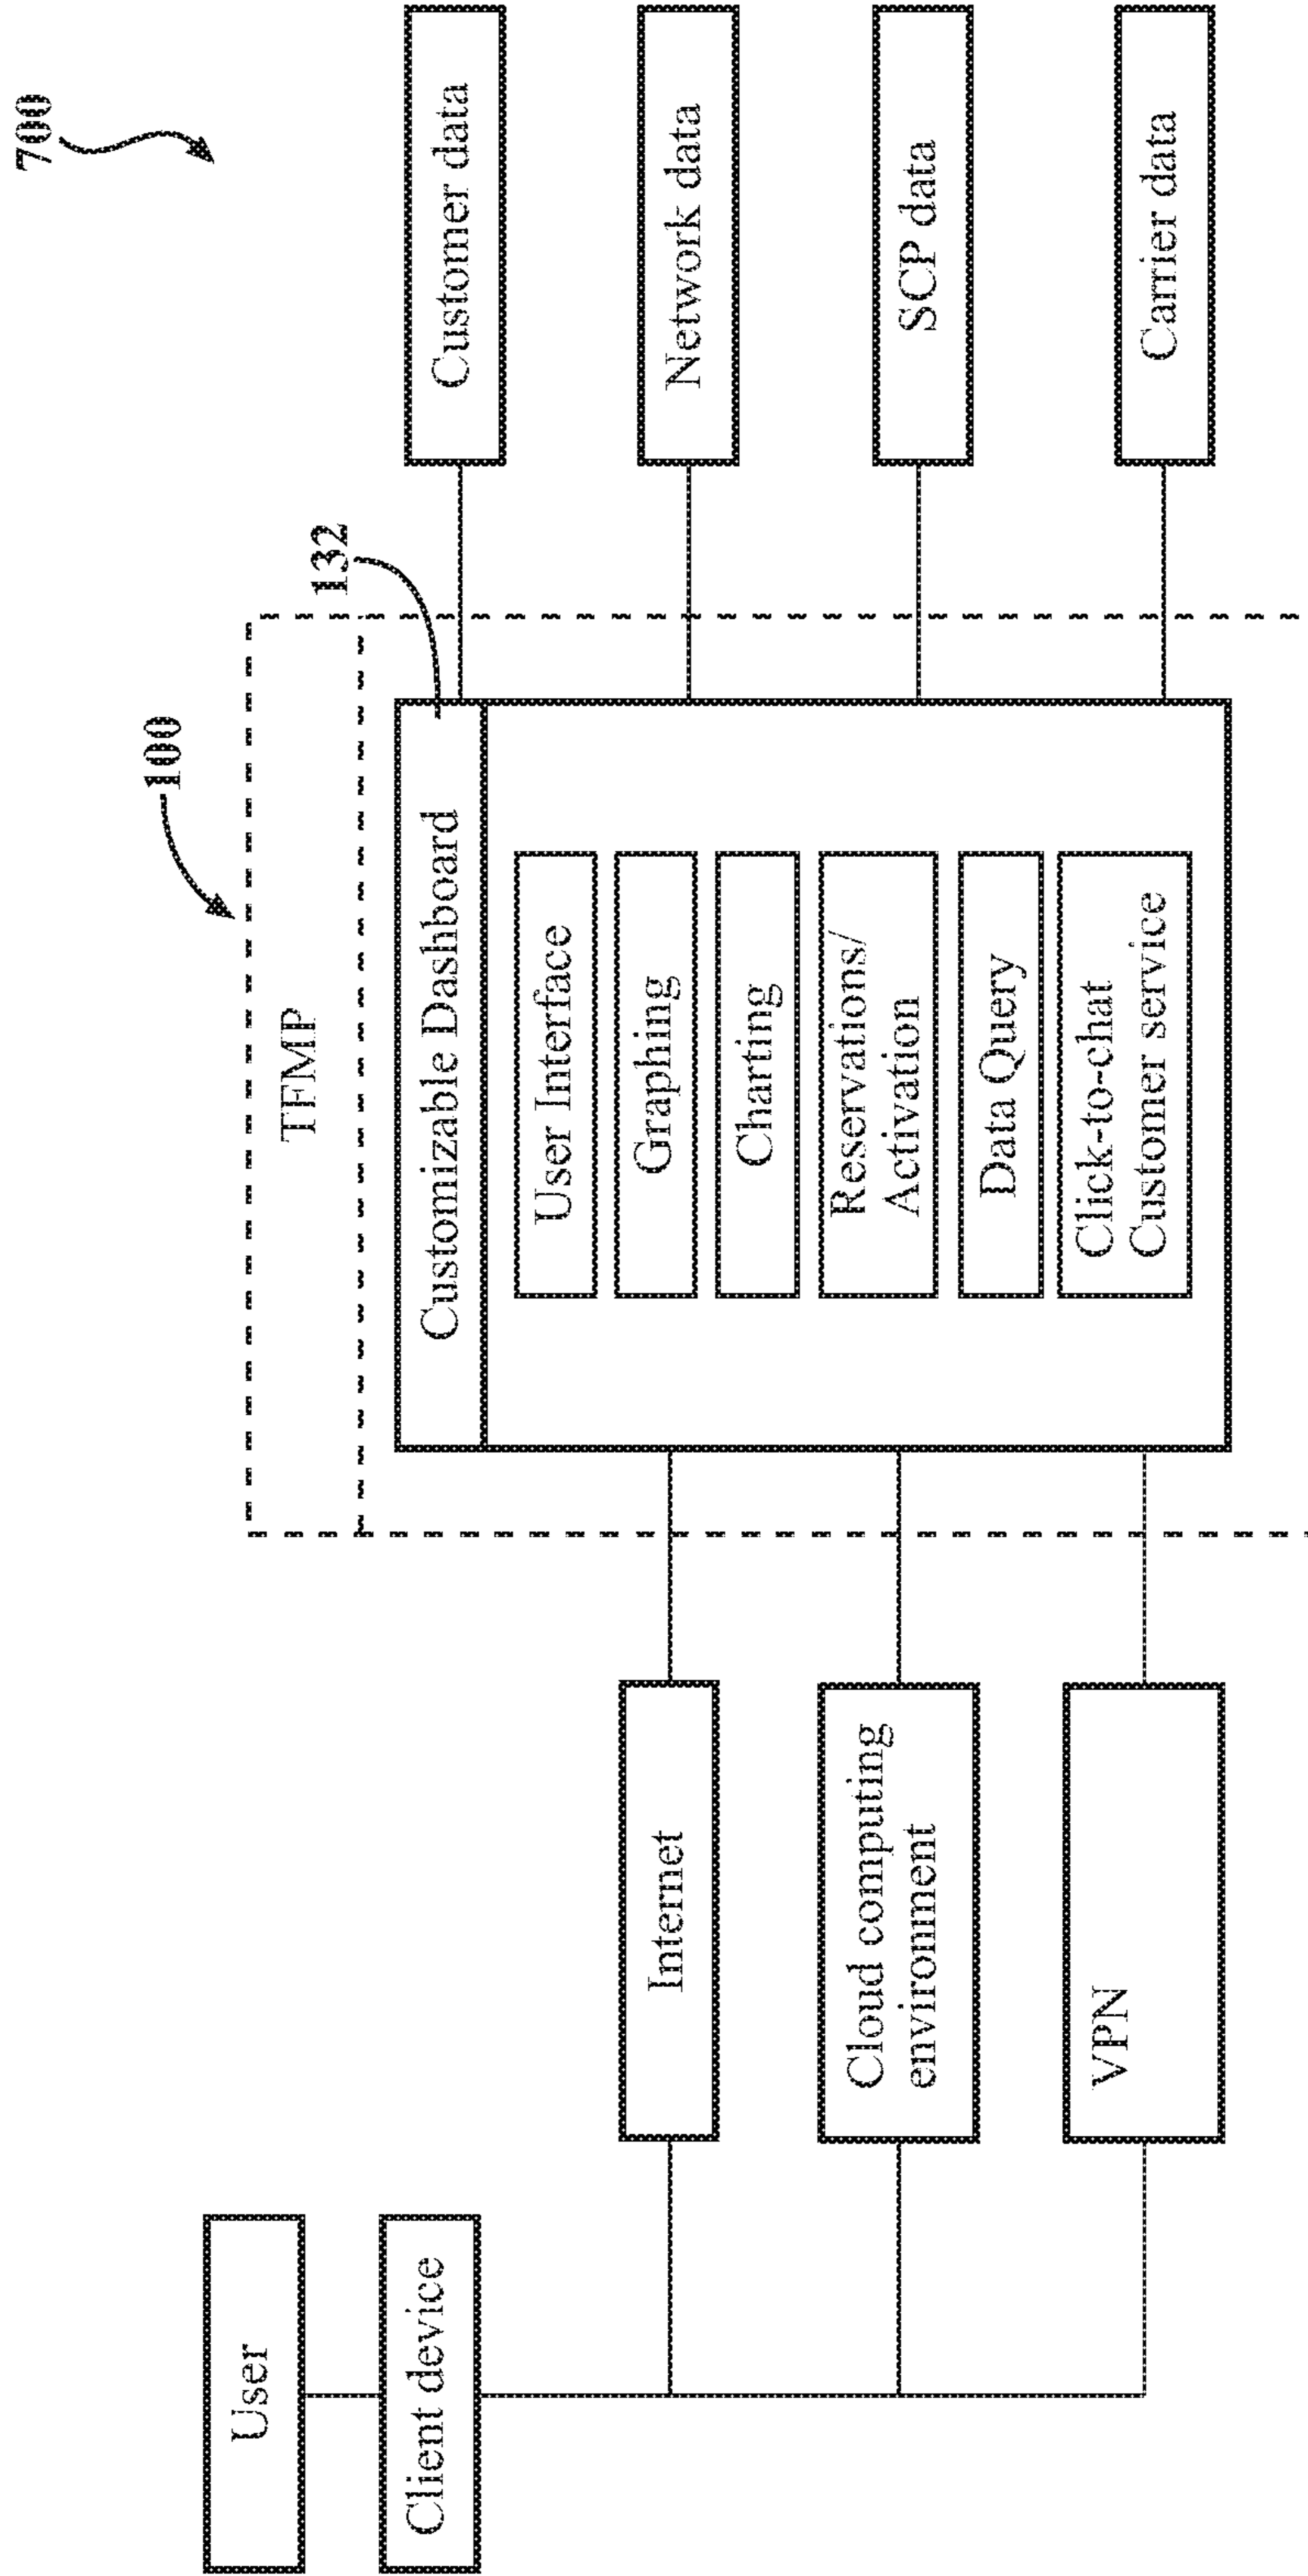 700
100
TFMP
132
User
Client device
Internet
Cloud computing
environment
VPN
Customizable Dashboard
User Interface
Graphing
Charting
Reservations/
Activation
Data Query
Click-to-chat
Customer service
Customer data
Network data
SCP data
Carrier data